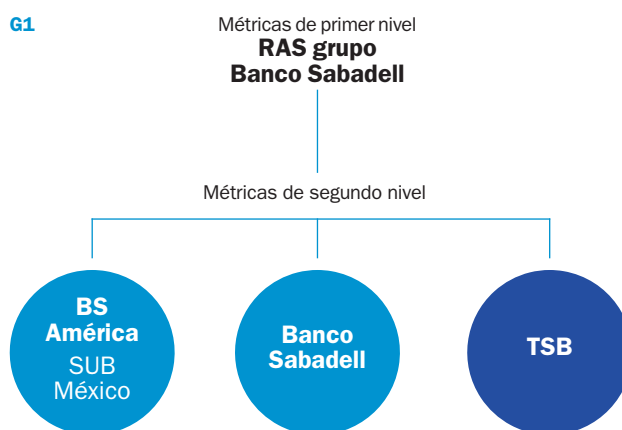 G1
Métricas de primer nivel
RAS grupo
Banco Sabadell
Métricas de segundo nivel
BS
América
SUB
México
Banco
Sabadell
TSB